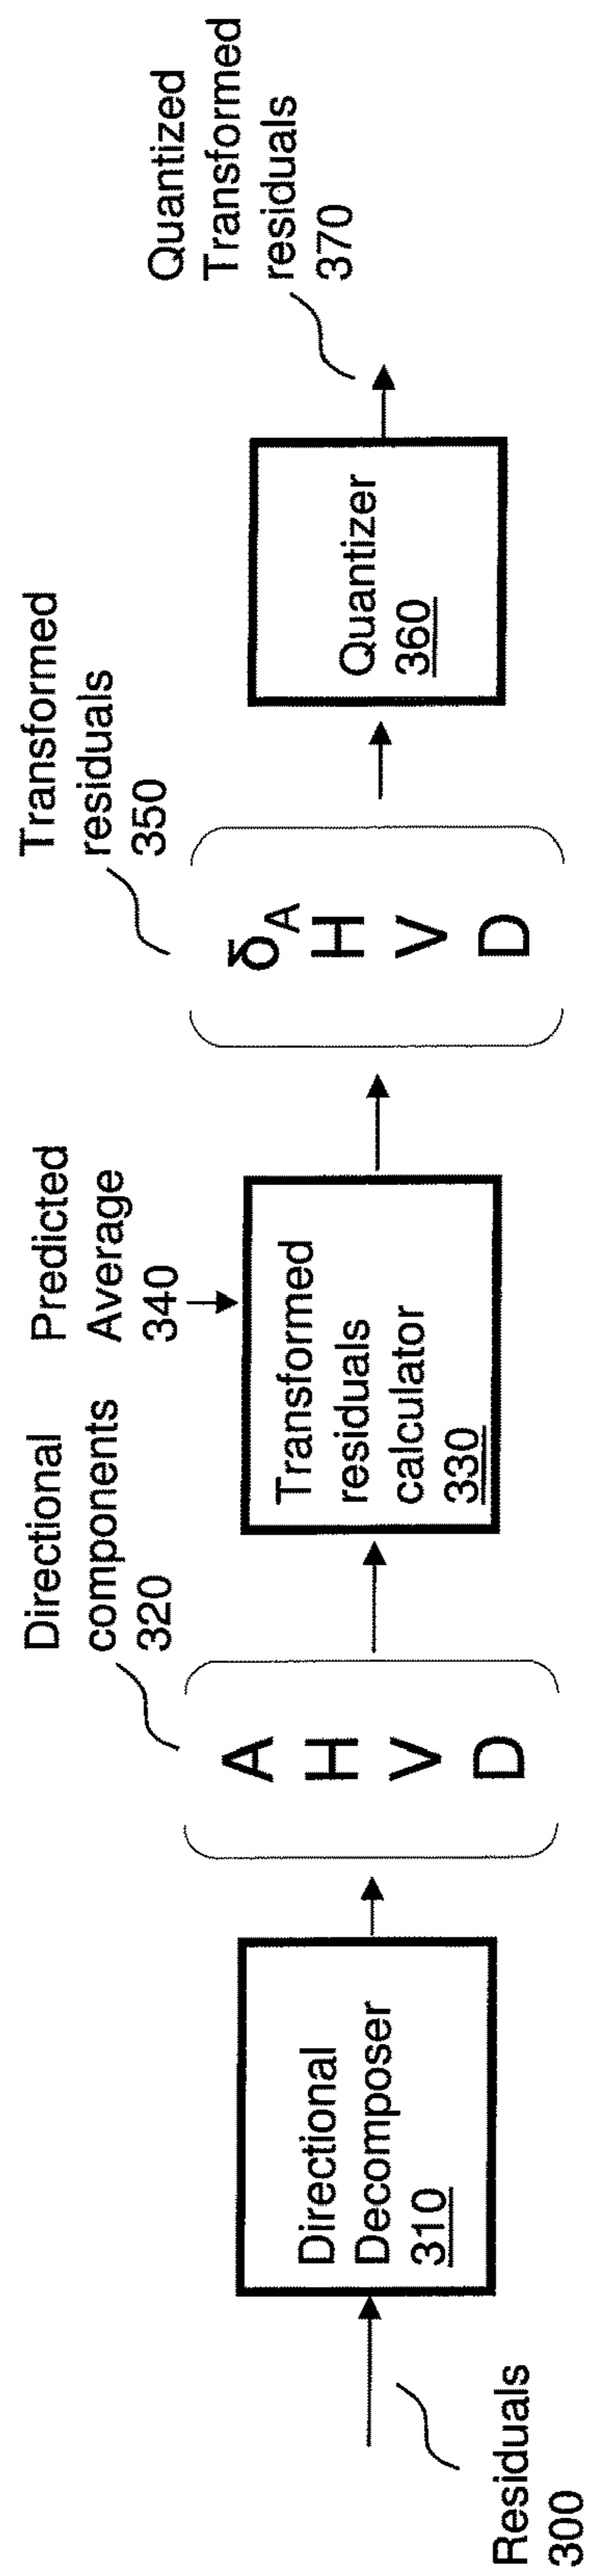 Residuals
300
Directional
Decomposer
310
Directional
components
320
A
H
V
D
Predicted
Average
340
Transformed
residuals
calculator
330
Transformed
residuals
350
δA
H
V
D
Quantizer
360
Quantized
Transformed
residuals
370